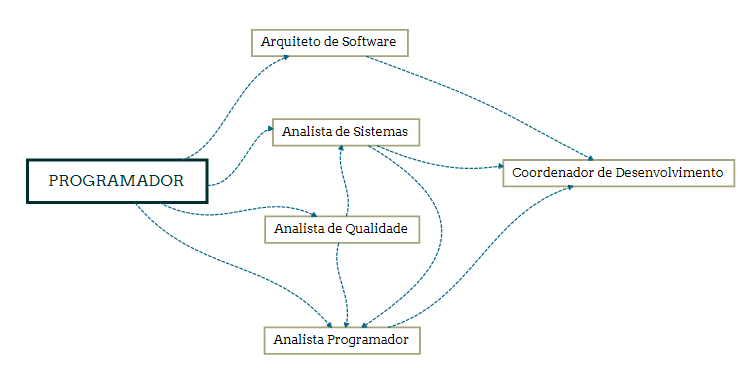 Arquiteto de Software
Analista de Sistemas
PROGRAMADOR
Coordenador de Desenvolvimento
Analista de Qualidade
Analista Programador